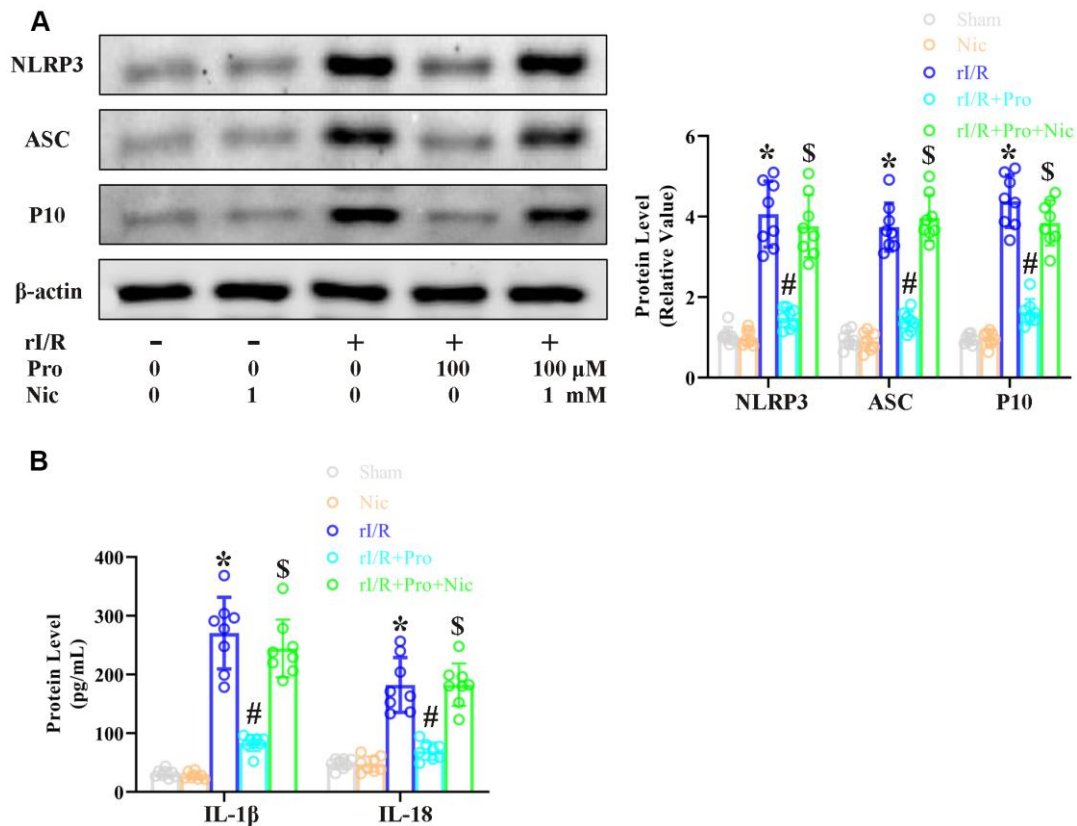 A
NLRP3
ASC
P10
β-actin
rI/R − − + + +
Pro 0 0 0 100 100 µM
Nic 0 1 0 0 1 mM
Sham
Nic
rI/R
rI/R+Pro
rI/R+Pro+Nic
Protein Level
(Relative Value)
6
4
2
0
* # $ * # $ * # $
NLRP3 ASC P10
B
Sham
Nic
rI/R
rI/R+Pro
rI/R+Pro+Nic
Protein Level
(pg/mL)
400
300
200
100
0
* # $ * # $
IL-1β IL-18